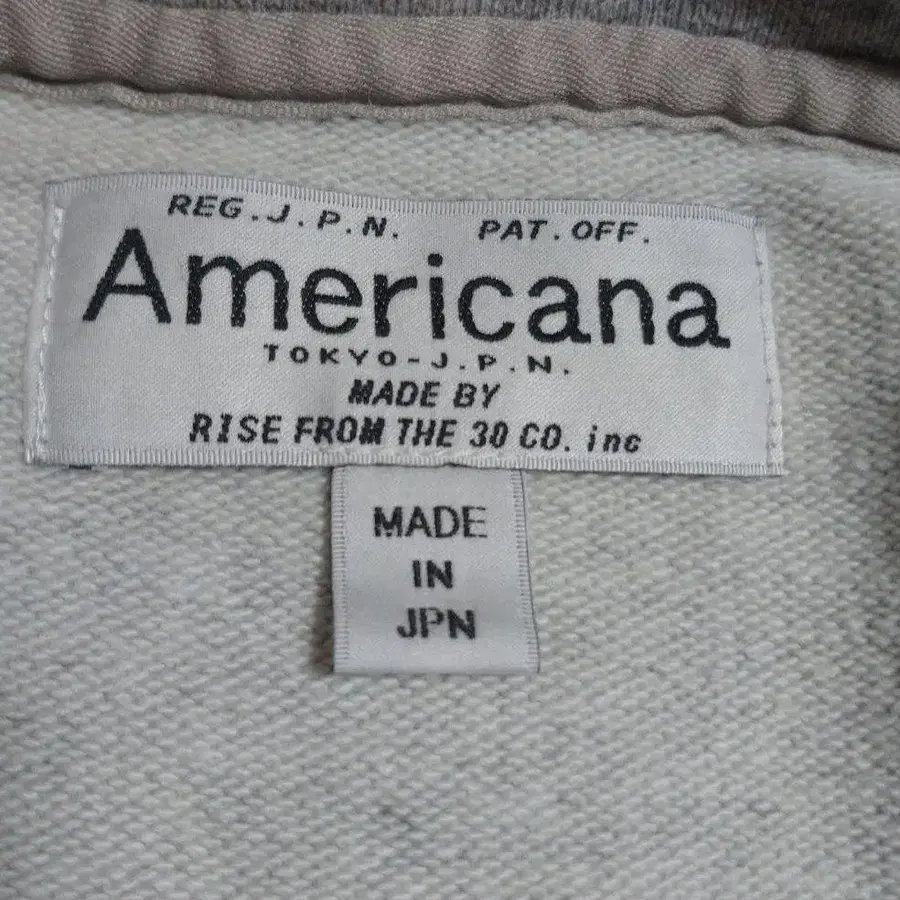 REG.J.P.N. PAT.OFF.
Americana
TOKYO-J.P.N.
MADE BY
RISE FROM THE 30 CO. inc
MADE
IN
JPN